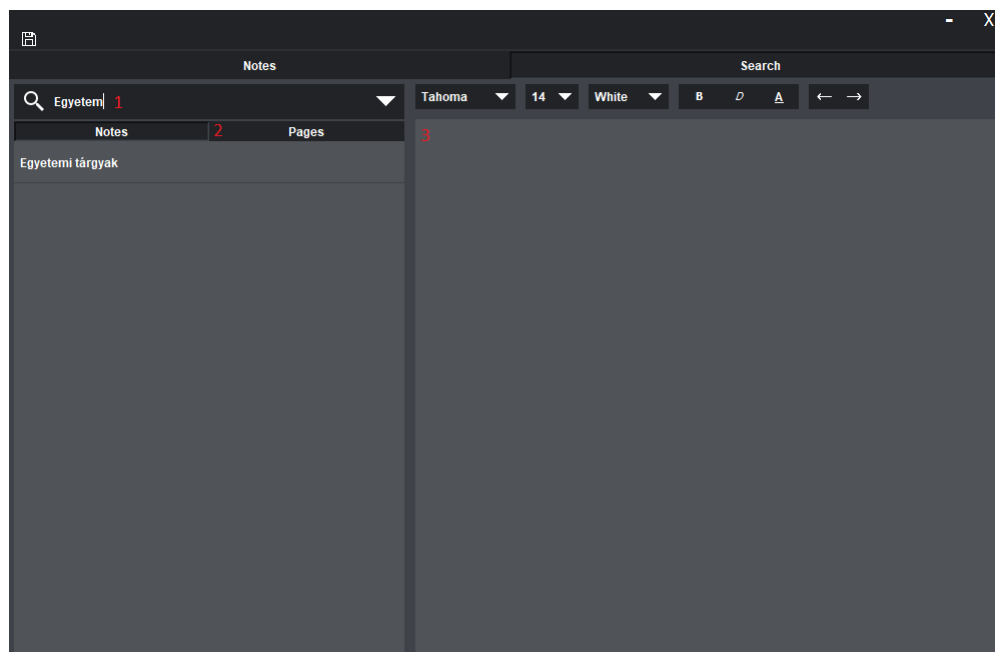 - X
Notes Search
Egyetem 1
Tahoma 14 White B D A ← →
Notes 2 Pages
3
Egyetemi tárgyak